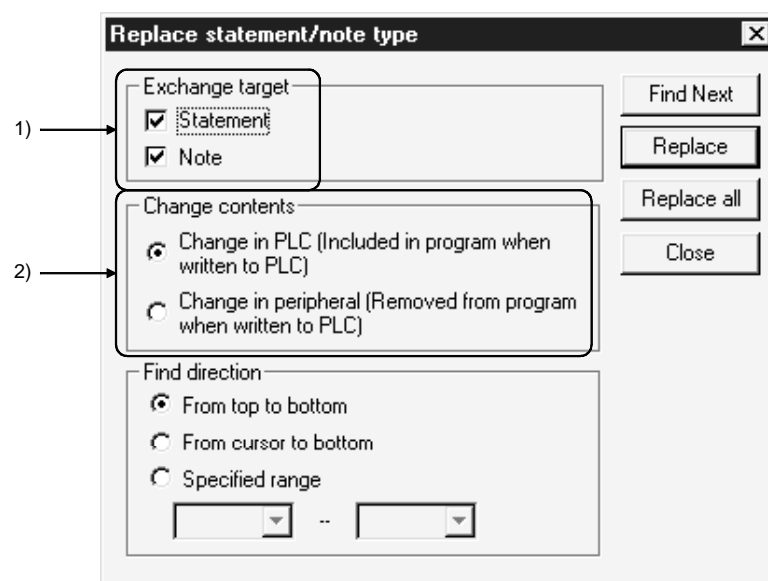 Replace statement/note type
Exchange target
1)
Statement
Note
Find Next
Replace
Replace all
Close
Change contents
2)
Change in PLC (Included in program when
written to PLC)
Change in peripheral (Removed from program
when written to PLC)
Find direction
From top to bottom
From cursor to bottom
Specified range
--